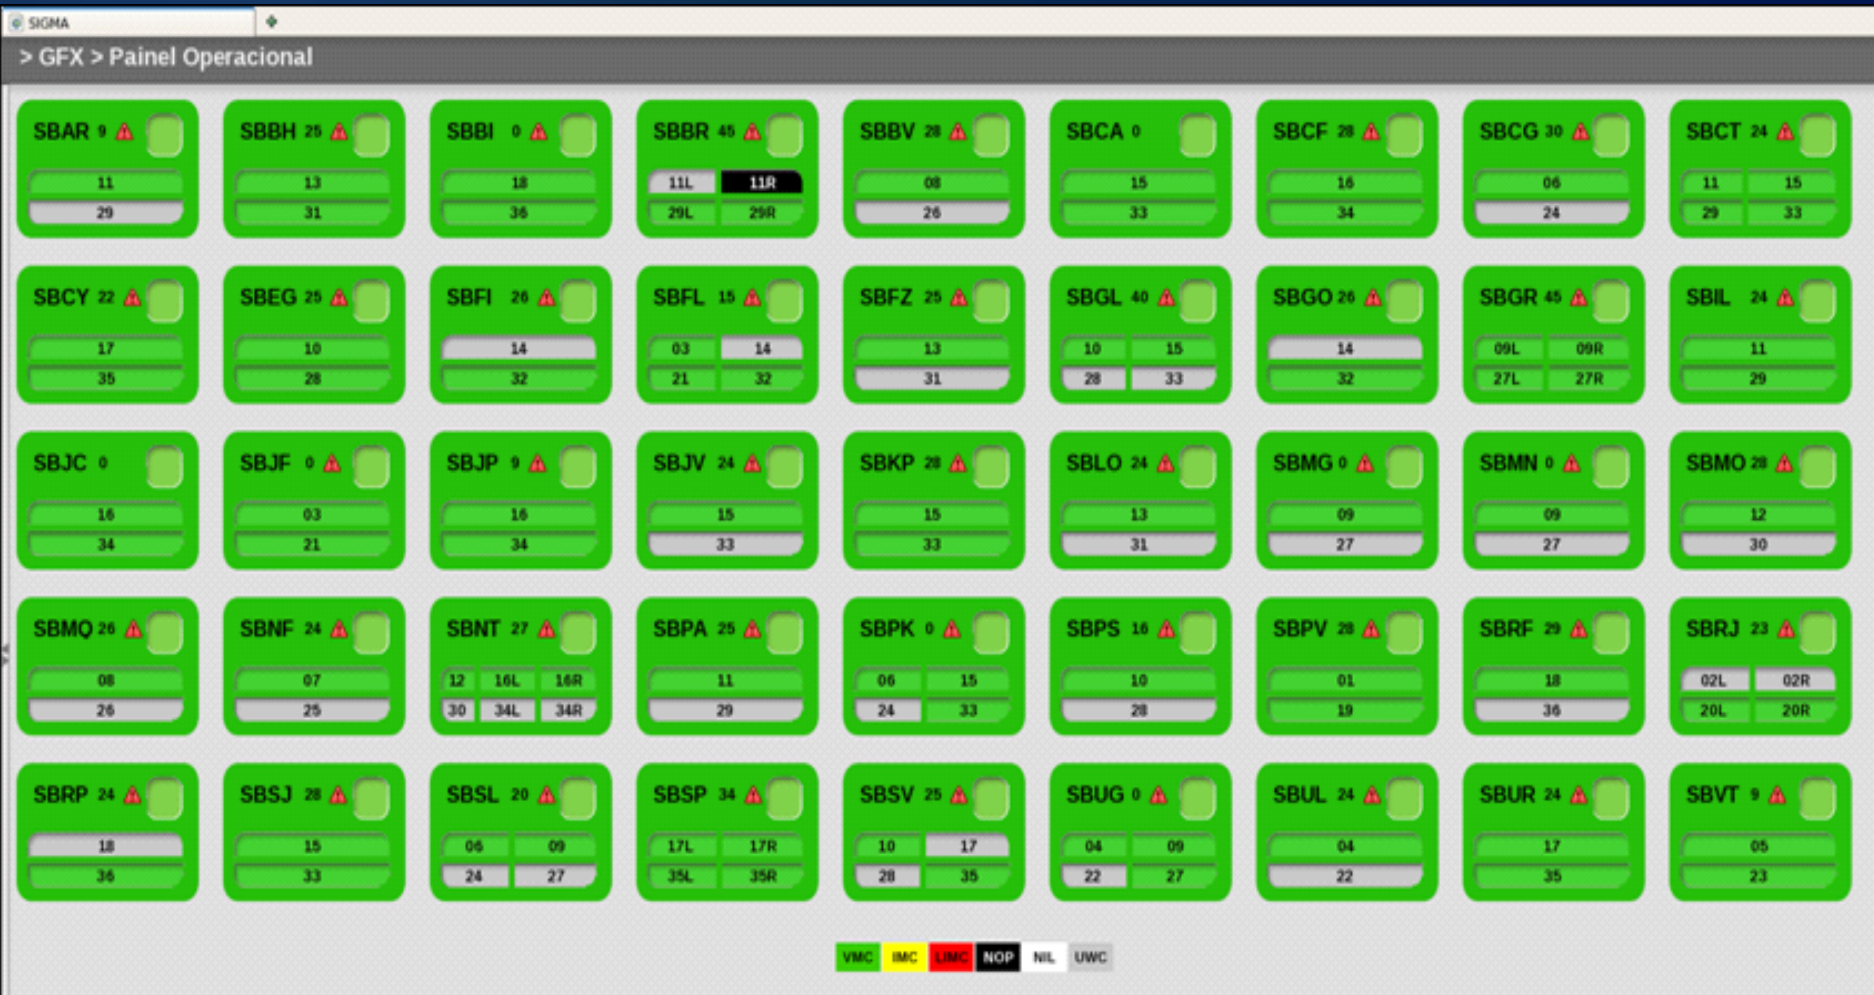 SIGMA
> GFX > Painel Operacional
SBAR 9 SBBH 25 SBBI 0 SBBR 45 SBBV 28 SBCA 0 SBCF 28 SBCG 30 SBCT 24
11 13 18 11L 11R 08 15 16 06 11 15
29 31 36 29L 29R 26 33 34 24 29 33
SBCY 22 SBEG 25 SBFI 26 SBFL 15 SBFZ 25 SBGL 40 SBGO 26 SBGR 45 SBIL 24
17 10 14 03 14 13 10 15 14 09L 09R 11
35 28 32 21 32 31 28 33 32 27L 27R 29
SBJC 0 SBJF 0 SBJP 9 SBJV 24 SBKP 28 SBLO 24 SBMG 0 SBMN 0 SBMO 28
16 03 16 15 15 13 09 09 12
34 21 34 33 33 31 27 27 30
SBMQ 26 SBNF 24 SBNT 27 SBPA 25 SBPK 0 SBPS 16 SBPV 28 SBRF 29 SBRJ 23
08 07 12 16L 16R 11 06 15 10 01 18 02L 02R
26 25 30 34L 34R 29 24 33 28 19 36 20L 20R
SBRP 24 SBSJ 28 SBSL 20 SBSP 34 SBSV 25 SBUG 0 SBUL 24 SBUR 24 SBVT 9
18 15 06 09 17L 17R 10 17 04 09 04 17 05
36 33 24 27 35L 35R 28 35 22 27 22 35 23
VMC IMC LIMC NOP NIL UWC